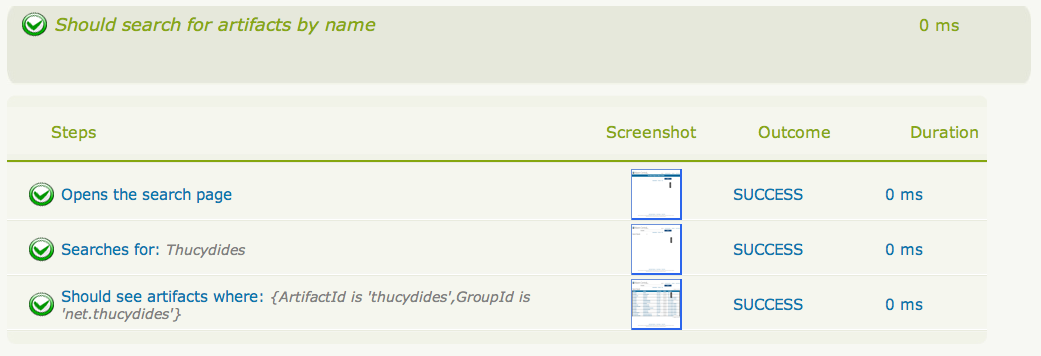 Should search for artifacts by name 0 ms
Steps Screenshot Outcome Duration
Opens the search page SUCCESS 0 ms
Searches for: Thucydides SUCCESS 0 ms
Should see artifacts where: {ArtifactId is 'thucydides',GroupId is
'net.thucydides'} SUCCESS 0 ms